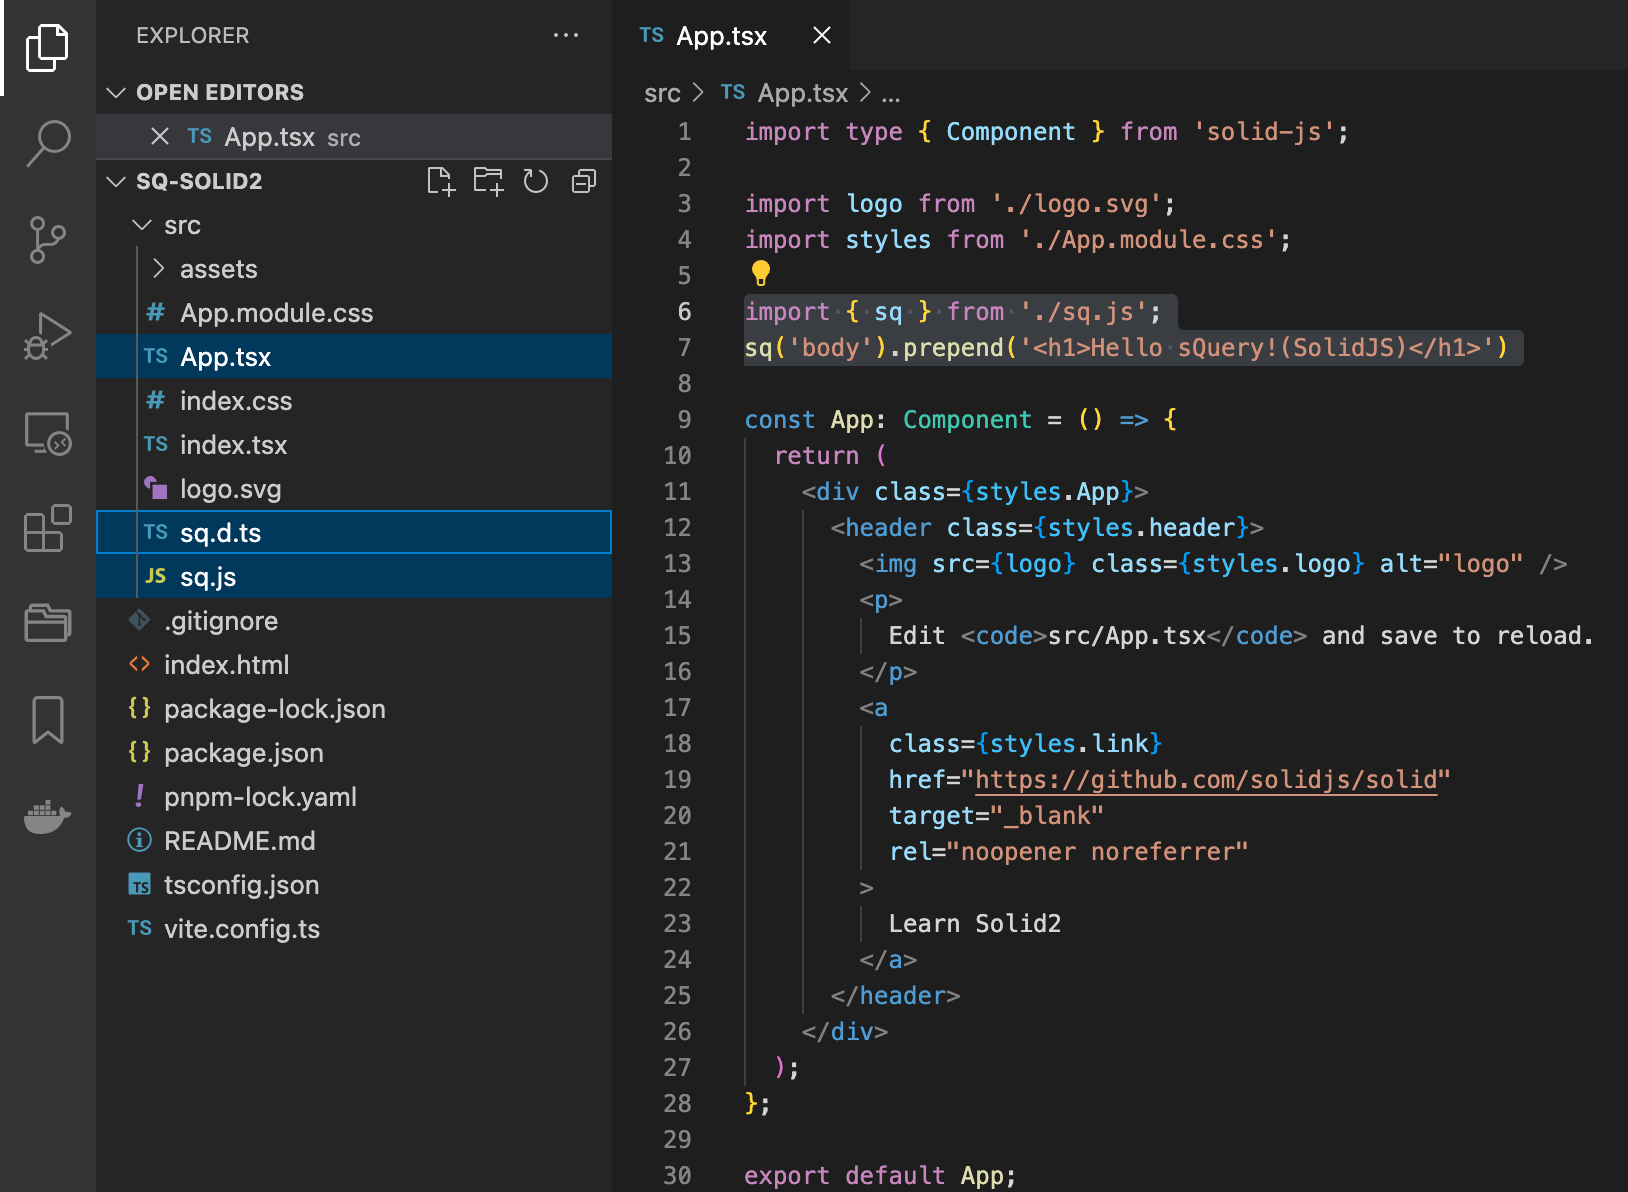 EXPLORER
OPEN EDITORS
TS App.tsx src
SQ-SOLID2
src
assets
# App.module.css
TS App.tsx
# index.css
TS index.tsx
logo.svg
TS sq.d.ts
JS sq.js
.gitignore
<> index.html
{} package-lock.json
{} package.json
! pnpm-lock.yaml
README.md
TS tsconfig.json
TS vite.config.ts
TS App.tsx
src > TS App.tsx > ...
1 import type { Component } from 'solid-js';
2
3 import logo from './logo.svg';
4 import styles from './App.module.css';
5
6 import { sq } from './sq.js';
7 sq('body').prepend('<h1>Hello sQuery!(SolidJS)</h1>')
8
9 const App: Component = () => {
10 return (
11 <div class={styles.App}>
12 <header class={styles.header}>
13 <img src={logo} class={styles.logo} alt="logo" />
14 <p>
15 Edit <code>src/App.tsx</code> and save to reload.
16 </p>
17 <a
18 class={styles.link}
19 href="https://github.com/solidjs/solid"
20 target="_blank"
21 rel="noopener noreferrer"
22 >
23 Learn Solid2
24 </a>
25 </header>
26 </div>
27 );
28 };
29
30 export default App;